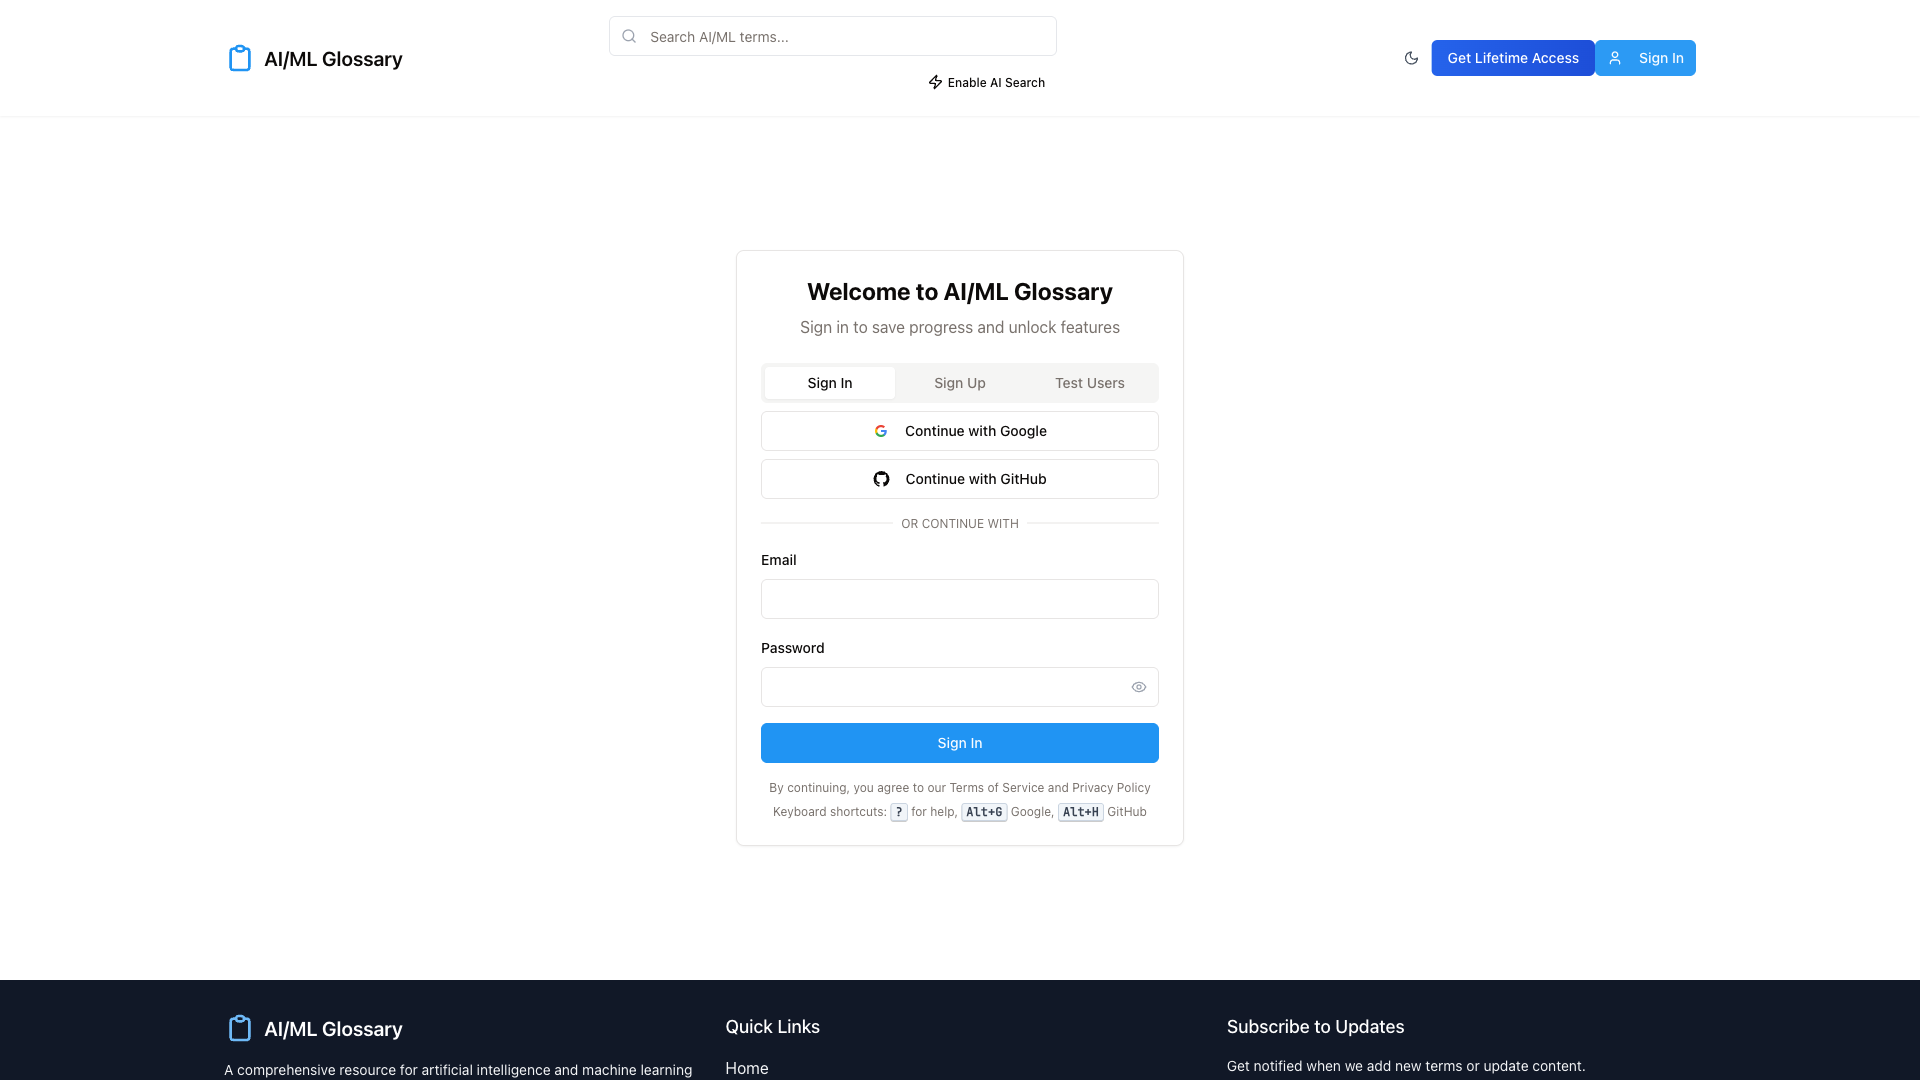 AI/ML Glossary
Search AI/ML terms...
Enable AI Search
Get Lifetime Access
Sign In
Welcome to AI/ML Glossary
Sign in to save progress and unlock features
Sign In
Sign Up
Test Users
Continue with Google
Continue with GitHub
OR CONTINUE WITH
Email
Password
Sign In
By continuing, you agree to our Terms of Service and Privacy Policy
Keyboard shortcuts: ? for help, Alt+G Google, Alt+H GitHub
AI/ML Glossary
A comprehensive resource for artificial intelligence and machine learning
Quick Links
Home
Subscribe to Updates
Get notified when we add new terms or update content.